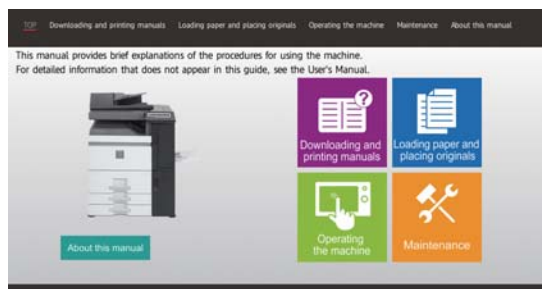 TOP Downloading and printing manuals Loading paper and placing originals Operating the machine Maintenance About this manual
This manual provides brief explanations of the procedures for using the machine.
For detailed information that does not appear in this guide, see the User's Manual.
?
Downloading and
printing manuals
Loading paper and
placing originals
Operating
the machine
Maintenance
About this manual